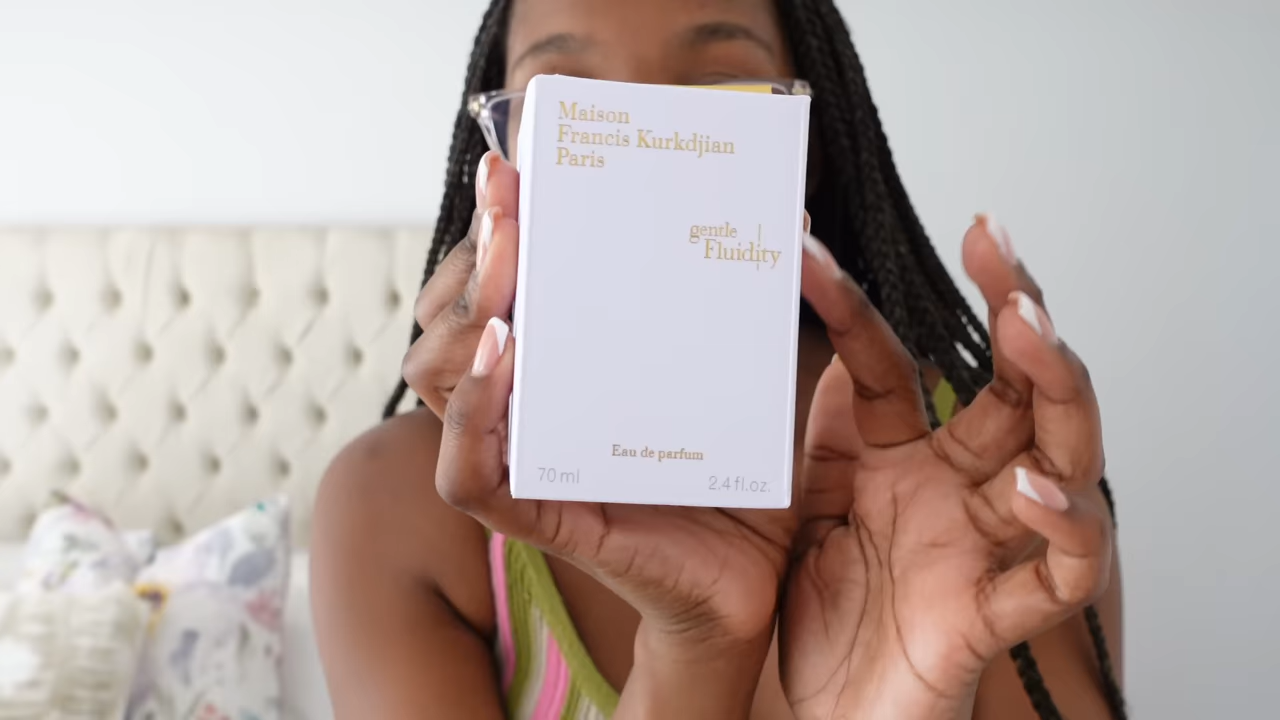 Maison
Francis Kurkdjian
Paris
gentle
Fluidity
Eau de parfum
70 ml
2.4 fl.oz.